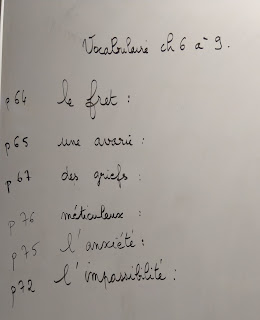 Vocabulaire ch 6 à 9.
p64 le fret :
p65 une avarie :
p67 des griefs :
p76 méticuleux :
p75 l'anxiété :
p72 l'impassibilité :